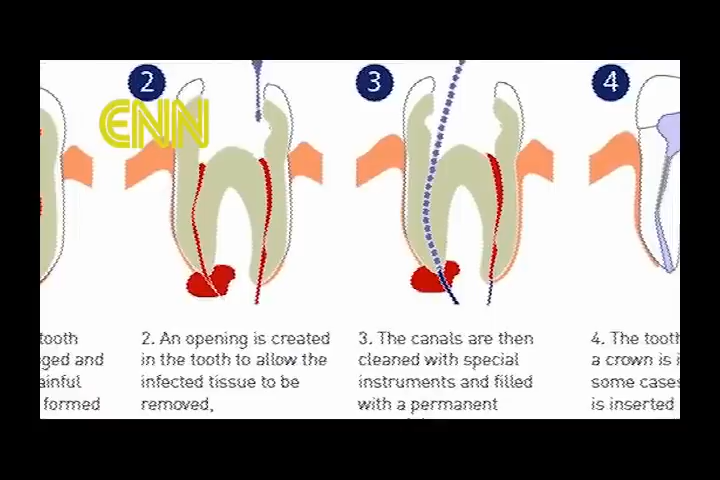 2
3
4
ENN
tooth
ged and
ainful
formed
2. An opening is created
in the tooth to allow the
infected tissue to be
removed,
3. The canals are then
cleaned with special
instruments and filled
with a permanent
4. The tooth
a crown is i
some cases
is inserted